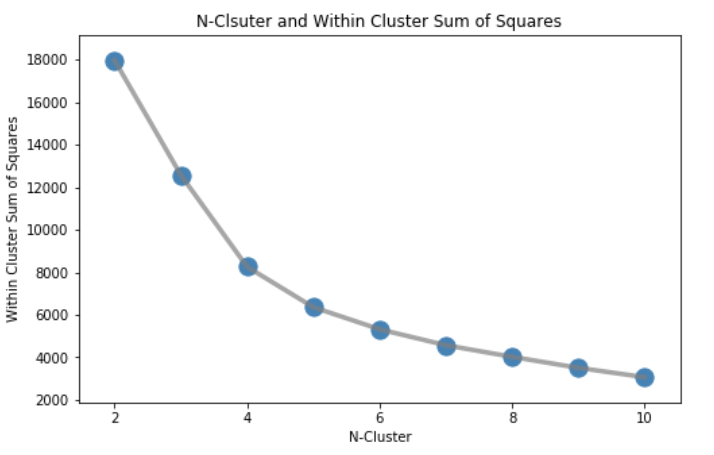 N-Clsuter and Within Cluster Sum of Squares
Within Cluster Sum of Squares
18000
16000
14000
12000
10000
8000
6000
4000
2000
2 4 6 8 10
N-Cluster